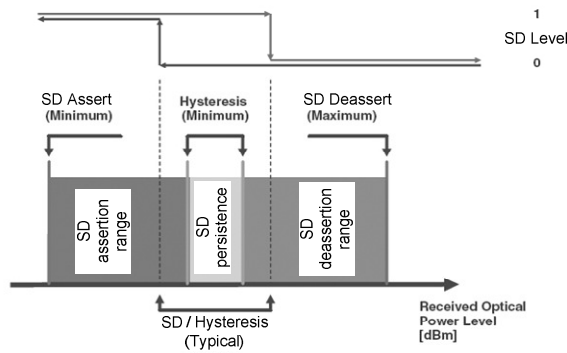 1
SD Level
0
SD Assert
(Minimum)
Hysteresis
(Minimum)
SD Deassert
(Maximum)
SD
assertion
range
SD
persistence
SD
deassertion
range
SD / Hysteresis
(Typical)
Received Optical
Power Level
[dBm]